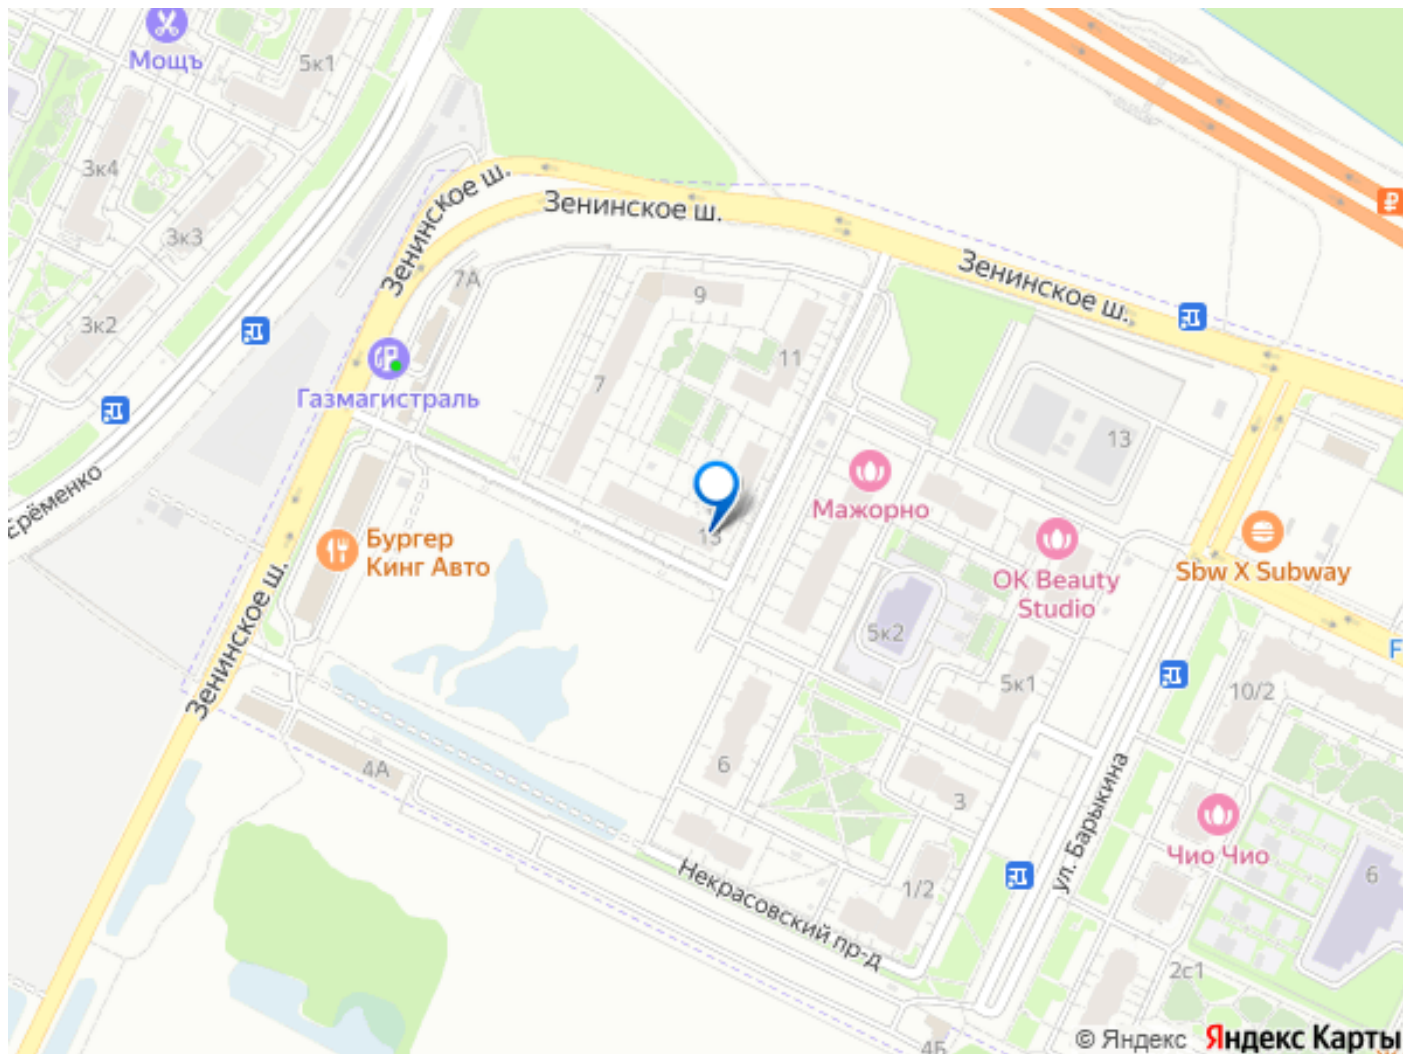 Мощъ
5к1
3к4
3к3
3к2
Зенинское ш.
Зенинское ш.
Зенинское ш.
7А
9
11
7
Газмагистраль
13
Мажорно
ерёменко
Бургер
Кинг Авто
13
OK Beauty
Studio
Sbw X Subway
5к2
5к1
F
Зенинское ш.
10/2
6
4А
3
ул. Барыкина
Чио Чио
6
1/2
Некрасовский пр-д
2с1
4Б
© Яндекс Яндекс Карты